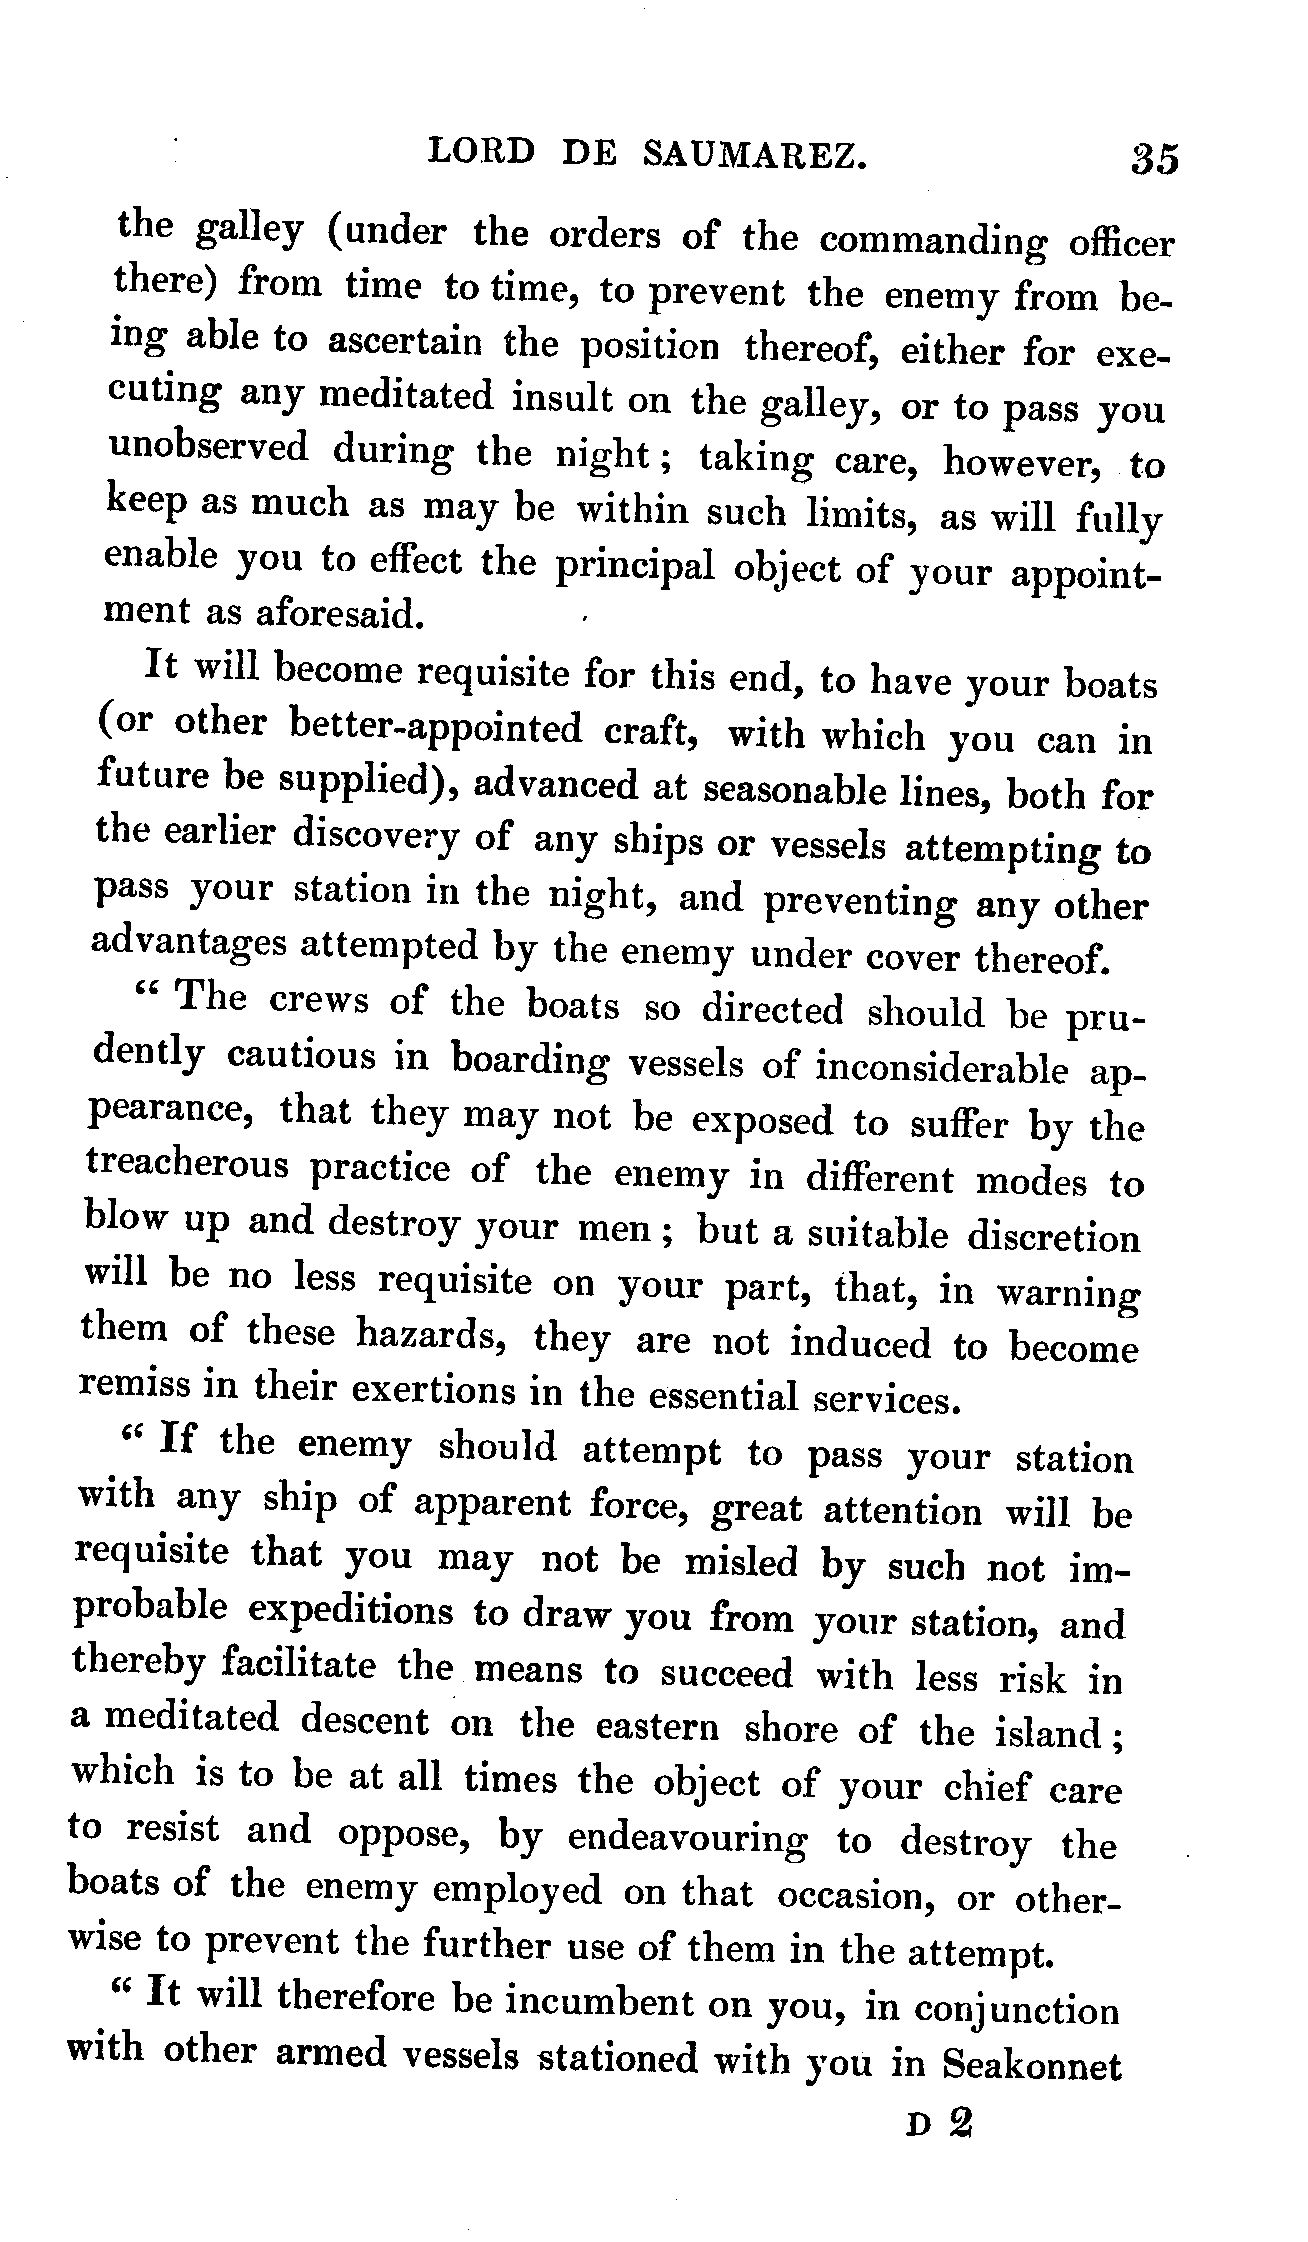 LORD DE SAUMAREZ. 35
the galley (under the orders of the commanding officer
there) from time to time, to prevent the enemy from be-
ing able to ascertain the position thereof, either for exe-
cuting any meditated insult on the galley, or to pass you
unobserved during the night ; taking care, however, to
keep as much as may be within such limits, as will fully
enable you to effect the principal object of your appoint-
ment as aforesaid.
It will become requisite for this end, to have your boats
(or other better-appointed craft, with which you can in
future be supplied), advanced at seasonable lines, both for
the earlier discovery of any ships or vessels attempting to
pass your station in the night, and preventing any other
advantages attempted by the enemy under cover thereof.
“ The crews of the boats so directed should be pru-
dently cautious in boarding vessels of inconsiderable ap-
pearance, that they may not be exposed to suffer by the
treacherous practice of the enemy in different modes to
blow up and destroy your men ; but a suitable discretion
will be no less requisite on your part, that, in warning
them of these hazards, they are not induced to become
remiss in their exertions in the essential services.
“ If the enemy should attempt to pass your station
with any ship of apparent force, great attention will be
requisite that you may not be misled by such not im-
probable expeditions to draw you from your station, and
thereby facilitate the means to succeed with less risk in
a meditated descent on the eastern shore of the island ;
which is to be at all times the object of your chief care
to resist and oppose, by endeavouring to destroy the
boats of the enemy employed on that occasion, or other-
wise to prevent the further use of them in the attempt.
“ It will therefore be incumbent on you, in conjunction
with other armed vessels stationed with you in Seakonnet
D 2